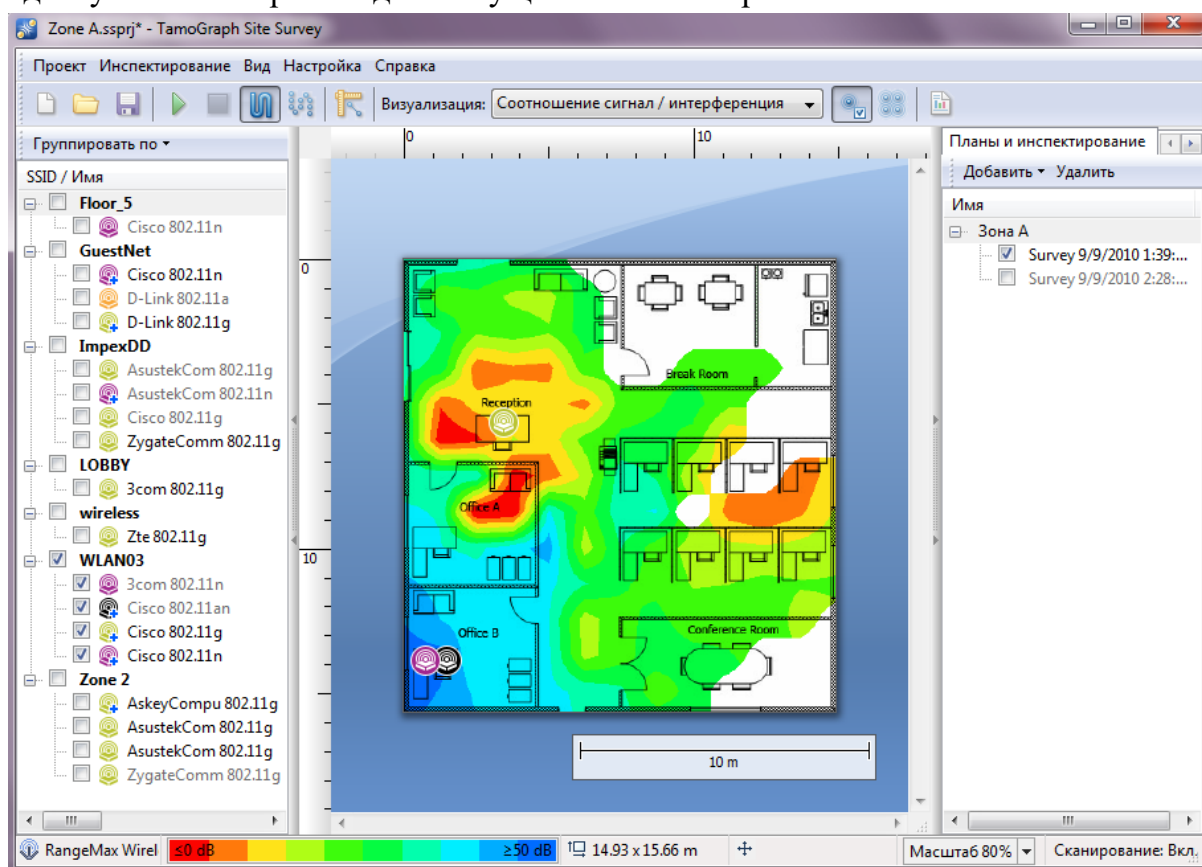 Zone A.ssprj* - TamoGraph Site Survey
Проект Инспектирование Вид Настройка Справка
Визуализация: Соотношение сигнал / интерференция
Группировать по
SSID / Имя
Floor_5
Cisco 802.11n
GuestNet
Cisco 802.11n
D-Link 802.11a
D-Link 802.11g
ImpexDD
AsustekCom 802.11g
AsustekCom 802.11n
Cisco 802.11g
ZygateComm 802.11g
LOBBY
3com 802.11g
wireless
Zte 802.11g
WLAN03
3com 802.11n
Cisco 802.11an
Cisco 802.11g
Cisco 802.11n
Zone 2
AskeyCompu 802.11g
AsustekCom 802.11g
AsustekCom 802.11g
ZygateComm 802.11g
0
10
0
10
Break Room
Reception
Office A
Office B
Conference Room
10 m
Планы и инспектирование
Добавить Удалить
Имя
Зона A
Survey 9/9/2010 1:39:...
Survey 9/9/2010 2:28:...
RangeMax Wirel
≤0 dB
≥50 dB
14.93 x 15.66 m
Масштаб 80%
Сканирование: Вкл.